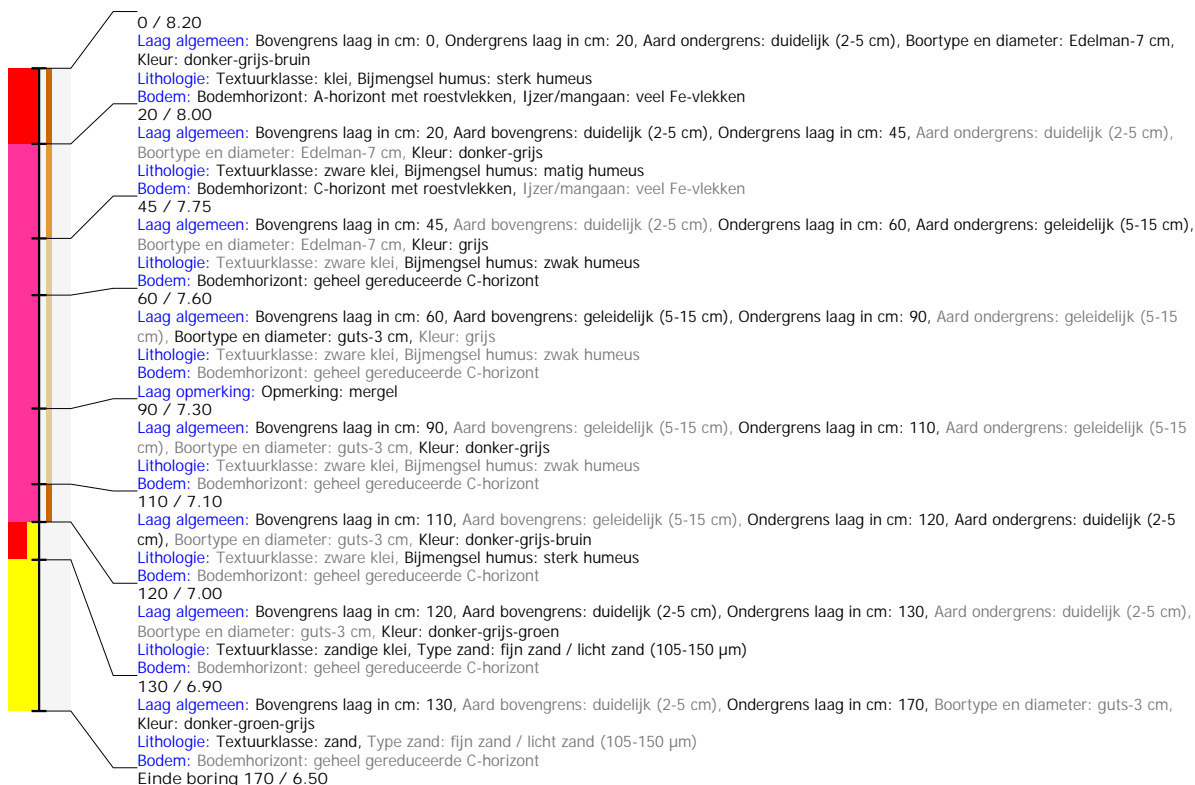 0 / 8.20
Laag algemeen: Bovengrens laag in cm: 0, Ondergrens laag in cm: 20, Aard ondergrens: duidelijk (2-5 cm), Boortype en diameter: Edelman-7 cm,
Kleur: donker-grijs-bruin
Lithologie: Textuurklasse: klei, Bijmengsel humus: sterk humeus
Bodem: Bodemhorizont: A-horizont met roestvlekken, Ijzer/mangaan: veel Fe-vlekken
20 / 8.00
Laag algemeen: Bovengrens laag in cm: 20, Aard bovengrens: duidelijk (2-5 cm), Ondergrens laag in cm: 45, Aard ondergrens: duidelijk (2-5 cm),
Boortype en diameter: Edelman-7 cm, Kleur: donker-grijs
Lithologie: Textuurklasse: zware klei, Bijmengsel humus: matig humeus
Bodem: Bodemhorizont: C-horizont met roestvlekken, Ijzer/mangaan: veel Fe-vlekken
45 / 7.75
Laag algemeen: Bovengrens laag in cm: 45, Aard bovengrens: duidelijk (2-5 cm), Ondergrens laag in cm: 60, Aard ondergrens: geleidelijk (5-15 cm),
Boortype en diameter: Edelman-7 cm, Kleur: grijs
Lithologie: Textuurklasse: zware klei, Bijmengsel humus: zwak humeus
Bodem: Bodemhorizont: geheel gereduceerde C-horizont
60 / 7.60
Laag algemeen: Bovengrens laag in cm: 60, Aard bovengrens: geleidelijk (5-15 cm), Ondergrens laag in cm: 90, Aard ondergrens: geleidelijk (5-15
cm), Boortype en diameter: guts-3 cm, Kleur: grijs
Lithologie: Textuurklasse: zware klei, Bijmengsel humus: zwak humeus
Bodem: Bodemhorizont: geheel gereduceerde C-horizont
Laag opmerking: Opmerking: mergel
90 / 7.30
Laag algemeen: Bovengrens laag in cm: 90, Aard bovengrens: geleidelijk (5-15 cm), Ondergrens laag in cm: 110, Aard ondergrens: geleidelijk (5-15
cm), Boortype en diameter: guts-3 cm, Kleur: donker-grijs
Lithologie: Textuurklasse: zware klei, Bijmengsel humus: zwak humeus
Bodem: Bodemhorizont: geheel gereduceerde C-horizont
110 / 7.10
Laag algemeen: Bovengrens laag in cm: 110, Aard bovengrens: geleidelijk (5-15 cm), Ondergrens laag in cm: 120, Aard ondergrens: duidelijk (2-5
cm), Boortype en diameter: guts-3 cm, Kleur: donker-grijs-bruin
Lithologie: Textuurklasse: zware klei, Bijmengsel humus: sterk humeus
Bodem: Bodemhorizont: geheel gereduceerde C-horizont
120 / 7.00
Laag algemeen: Bovengrens laag in cm: 120, Aard bovengrens: duidelijk (2-5 cm), Ondergrens laag in cm: 130, Aard ondergrens: duidelijk (2-5 cm),
Boortype en diameter: guts-3 cm, Kleur: donker-grijs-groen
Lithologie: Textuurklasse: zandige klei, Type zand: fijn zand / licht zand (105-150 µm)
Bodem: Bodemhorizont: geheel gereduceerde C-horizont
130 / 6.90
Laag algemeen: Bovengrens laag in cm: 130, Aard bovengrens: duidelijk (2-5 cm), Ondergrens laag in cm: 170, Boortype en diameter: guts-3 cm,
Kleur: donker-groen-grijs
Lithologie: Textuurklasse: zand, Type zand: fijn zand / licht zand (105-150 µm)
Bodem: Bodemhorizont: geheel gereduceerde C-horizont
Einde boring 170 / 6.50